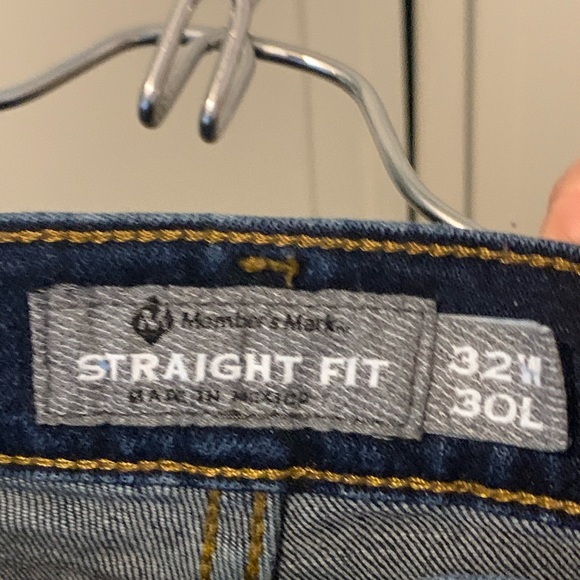 Member's Mark
STRAIGHT FIT
MADE IN MEXICO
32W
30L